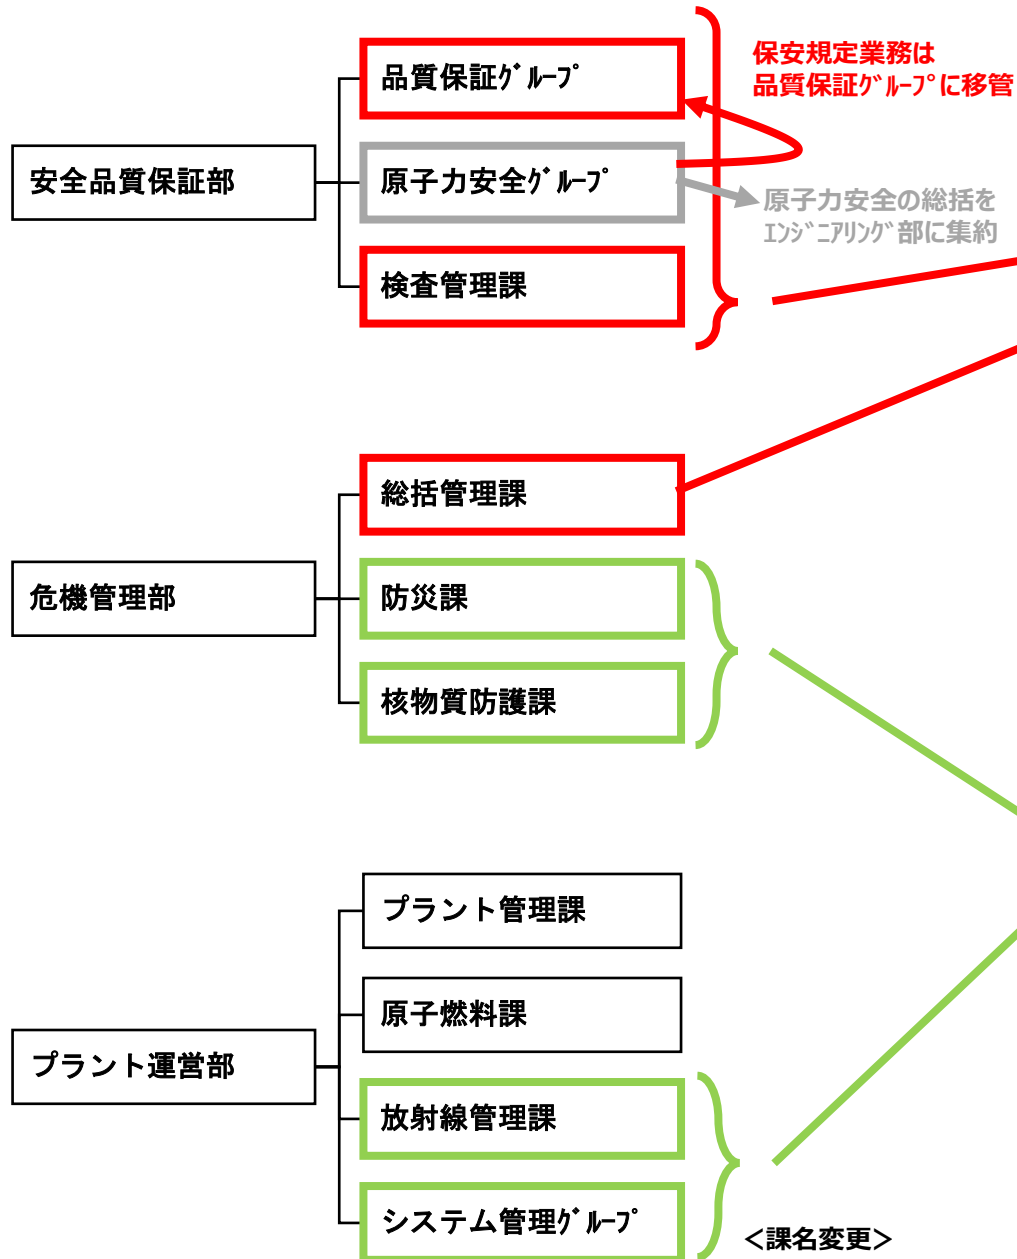 品質保証ｸﾞﾙｰﾌﾟ
保安規定業務は
品質保証ｸﾞﾙｰﾌﾟに移管
安全品質保証部
原子力安全ｸﾞﾙｰﾌﾟ
原子力安全の総括を
ｴﾝｼﾞﾆｱﾘﾝｸﾞ部に集約
検査管理課
総括管理課
危機管理部
防災課
核物質防護課
プラント管理課
原子燃料課
プラント運営部
放射線管理課
システム管理ｸﾞﾙｰﾌﾟ
＜課名変更＞